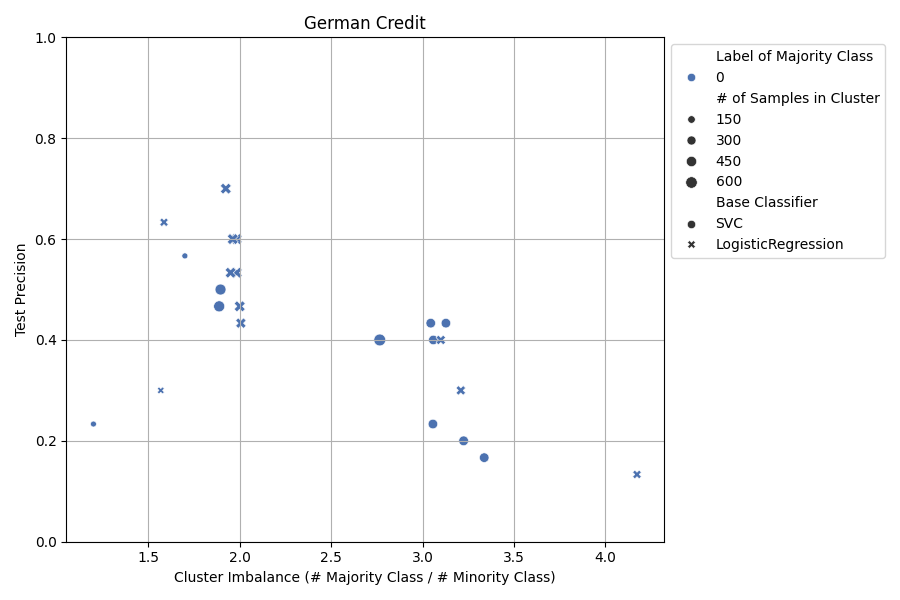 German Credit
Test Precision
1.0
0.8
0.6
0.4
0.2
0.0
1.5
2.0
2.5
3.0
3.5
4.0
Cluster Imbalance (# Majority Class / # Minority Class)
Label of Majority Class
0
# of Samples in Cluster
150
300
450
600
Base Classifier
SVC
LogisticRegression